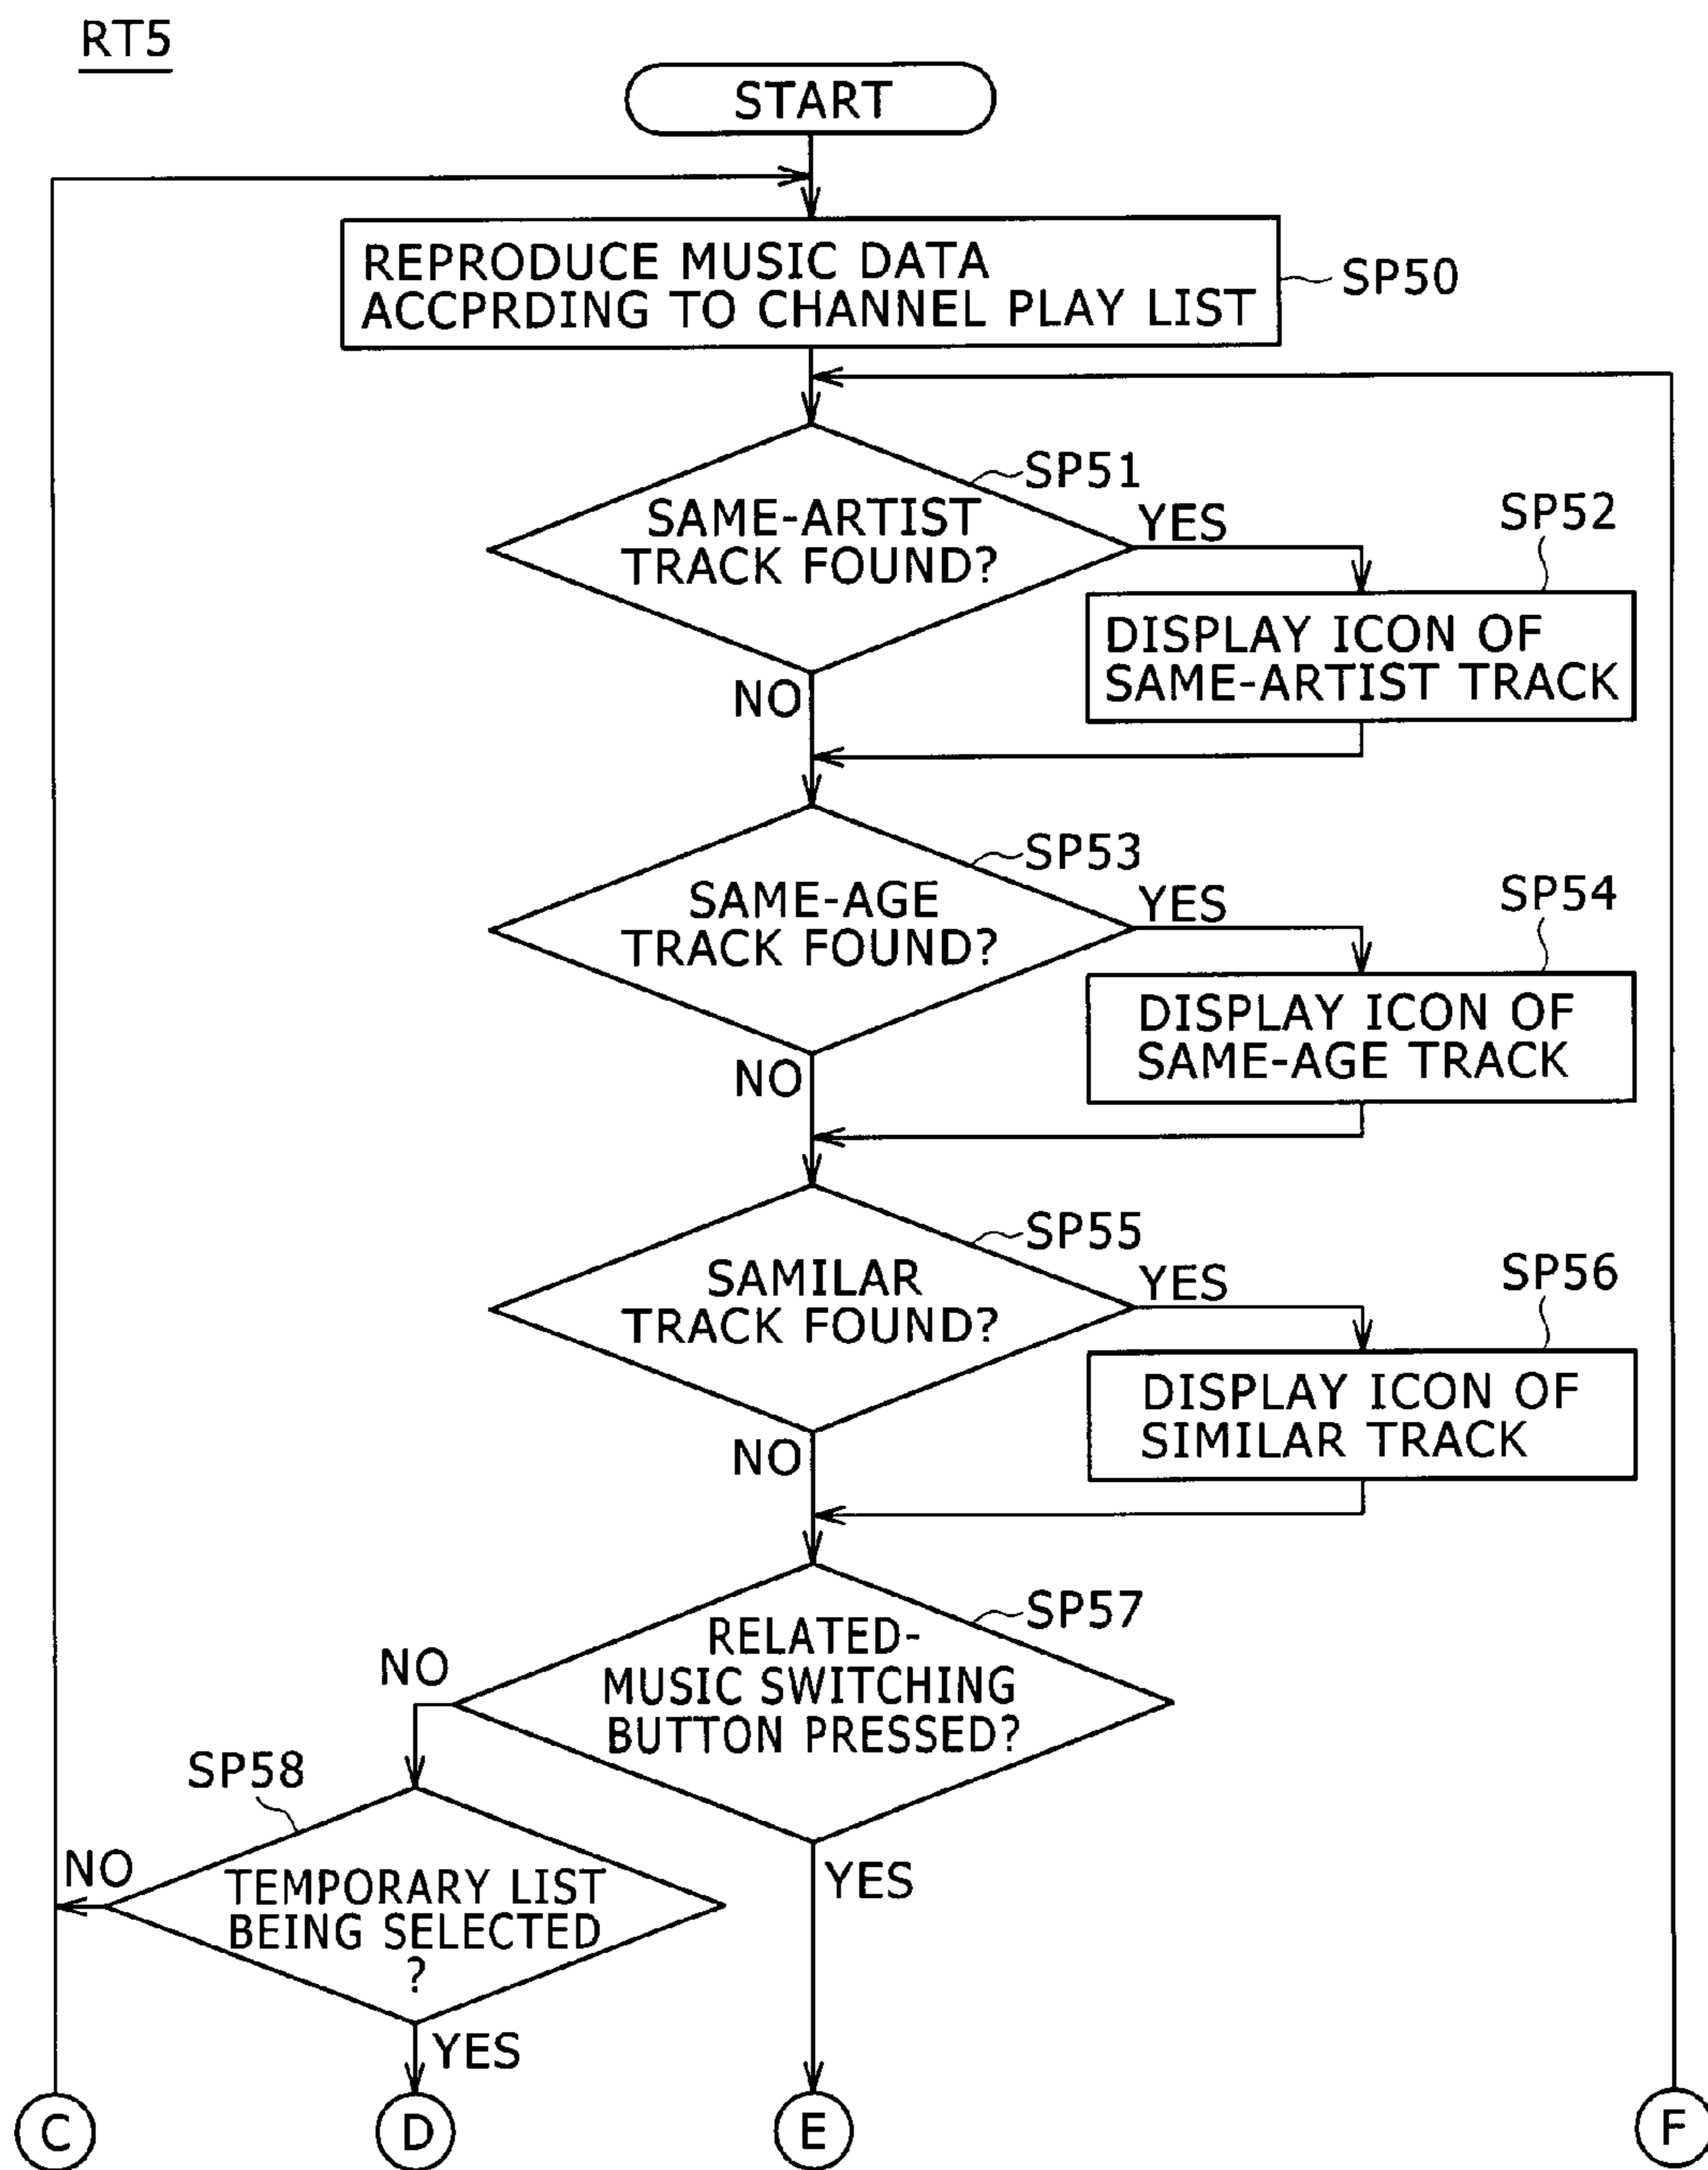 RT5
START
REPRODUCE MUSIC DATA
ACCPRDING TO CHANNEL PLAY LIST
SP50
SP51
SAME-ARTIST
TRACK FOUND?
YES
SP52
DISPLAY ICON OF
SAME-ARTIST TRACK
NO
SP53
SAME-AGE
TRACK FOUND?
YES
SP54
DISPLAY ICON OF
SAME-AGE TRACK
NO
SP55
SAMILAR
TRACK FOUND?
YES
SP56
DISPLAY ICON OF
SIMILAR TRACK
NO
SP57
RELATED-
MUSIC SWITCHING
BUTTON PRESSED?
NO
YES
SP58
TEMPORARY LIST
BEING SELECTED
?
NO
YES
C
D
E
F